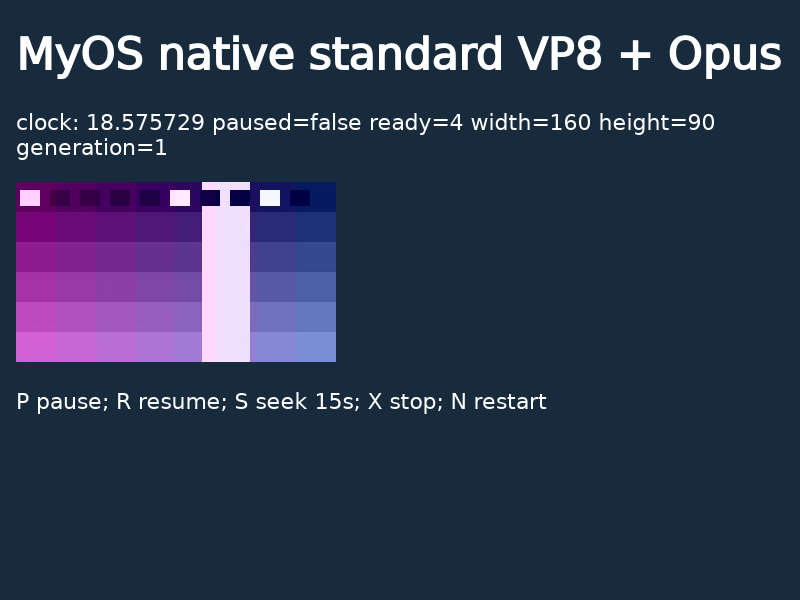 MyOS native standard VP8 + Opus
clock: 18.575729 paused=false ready=4 width=160 height=90
generation=1
P pause; R resume; S seek 15s; X stop; N restart